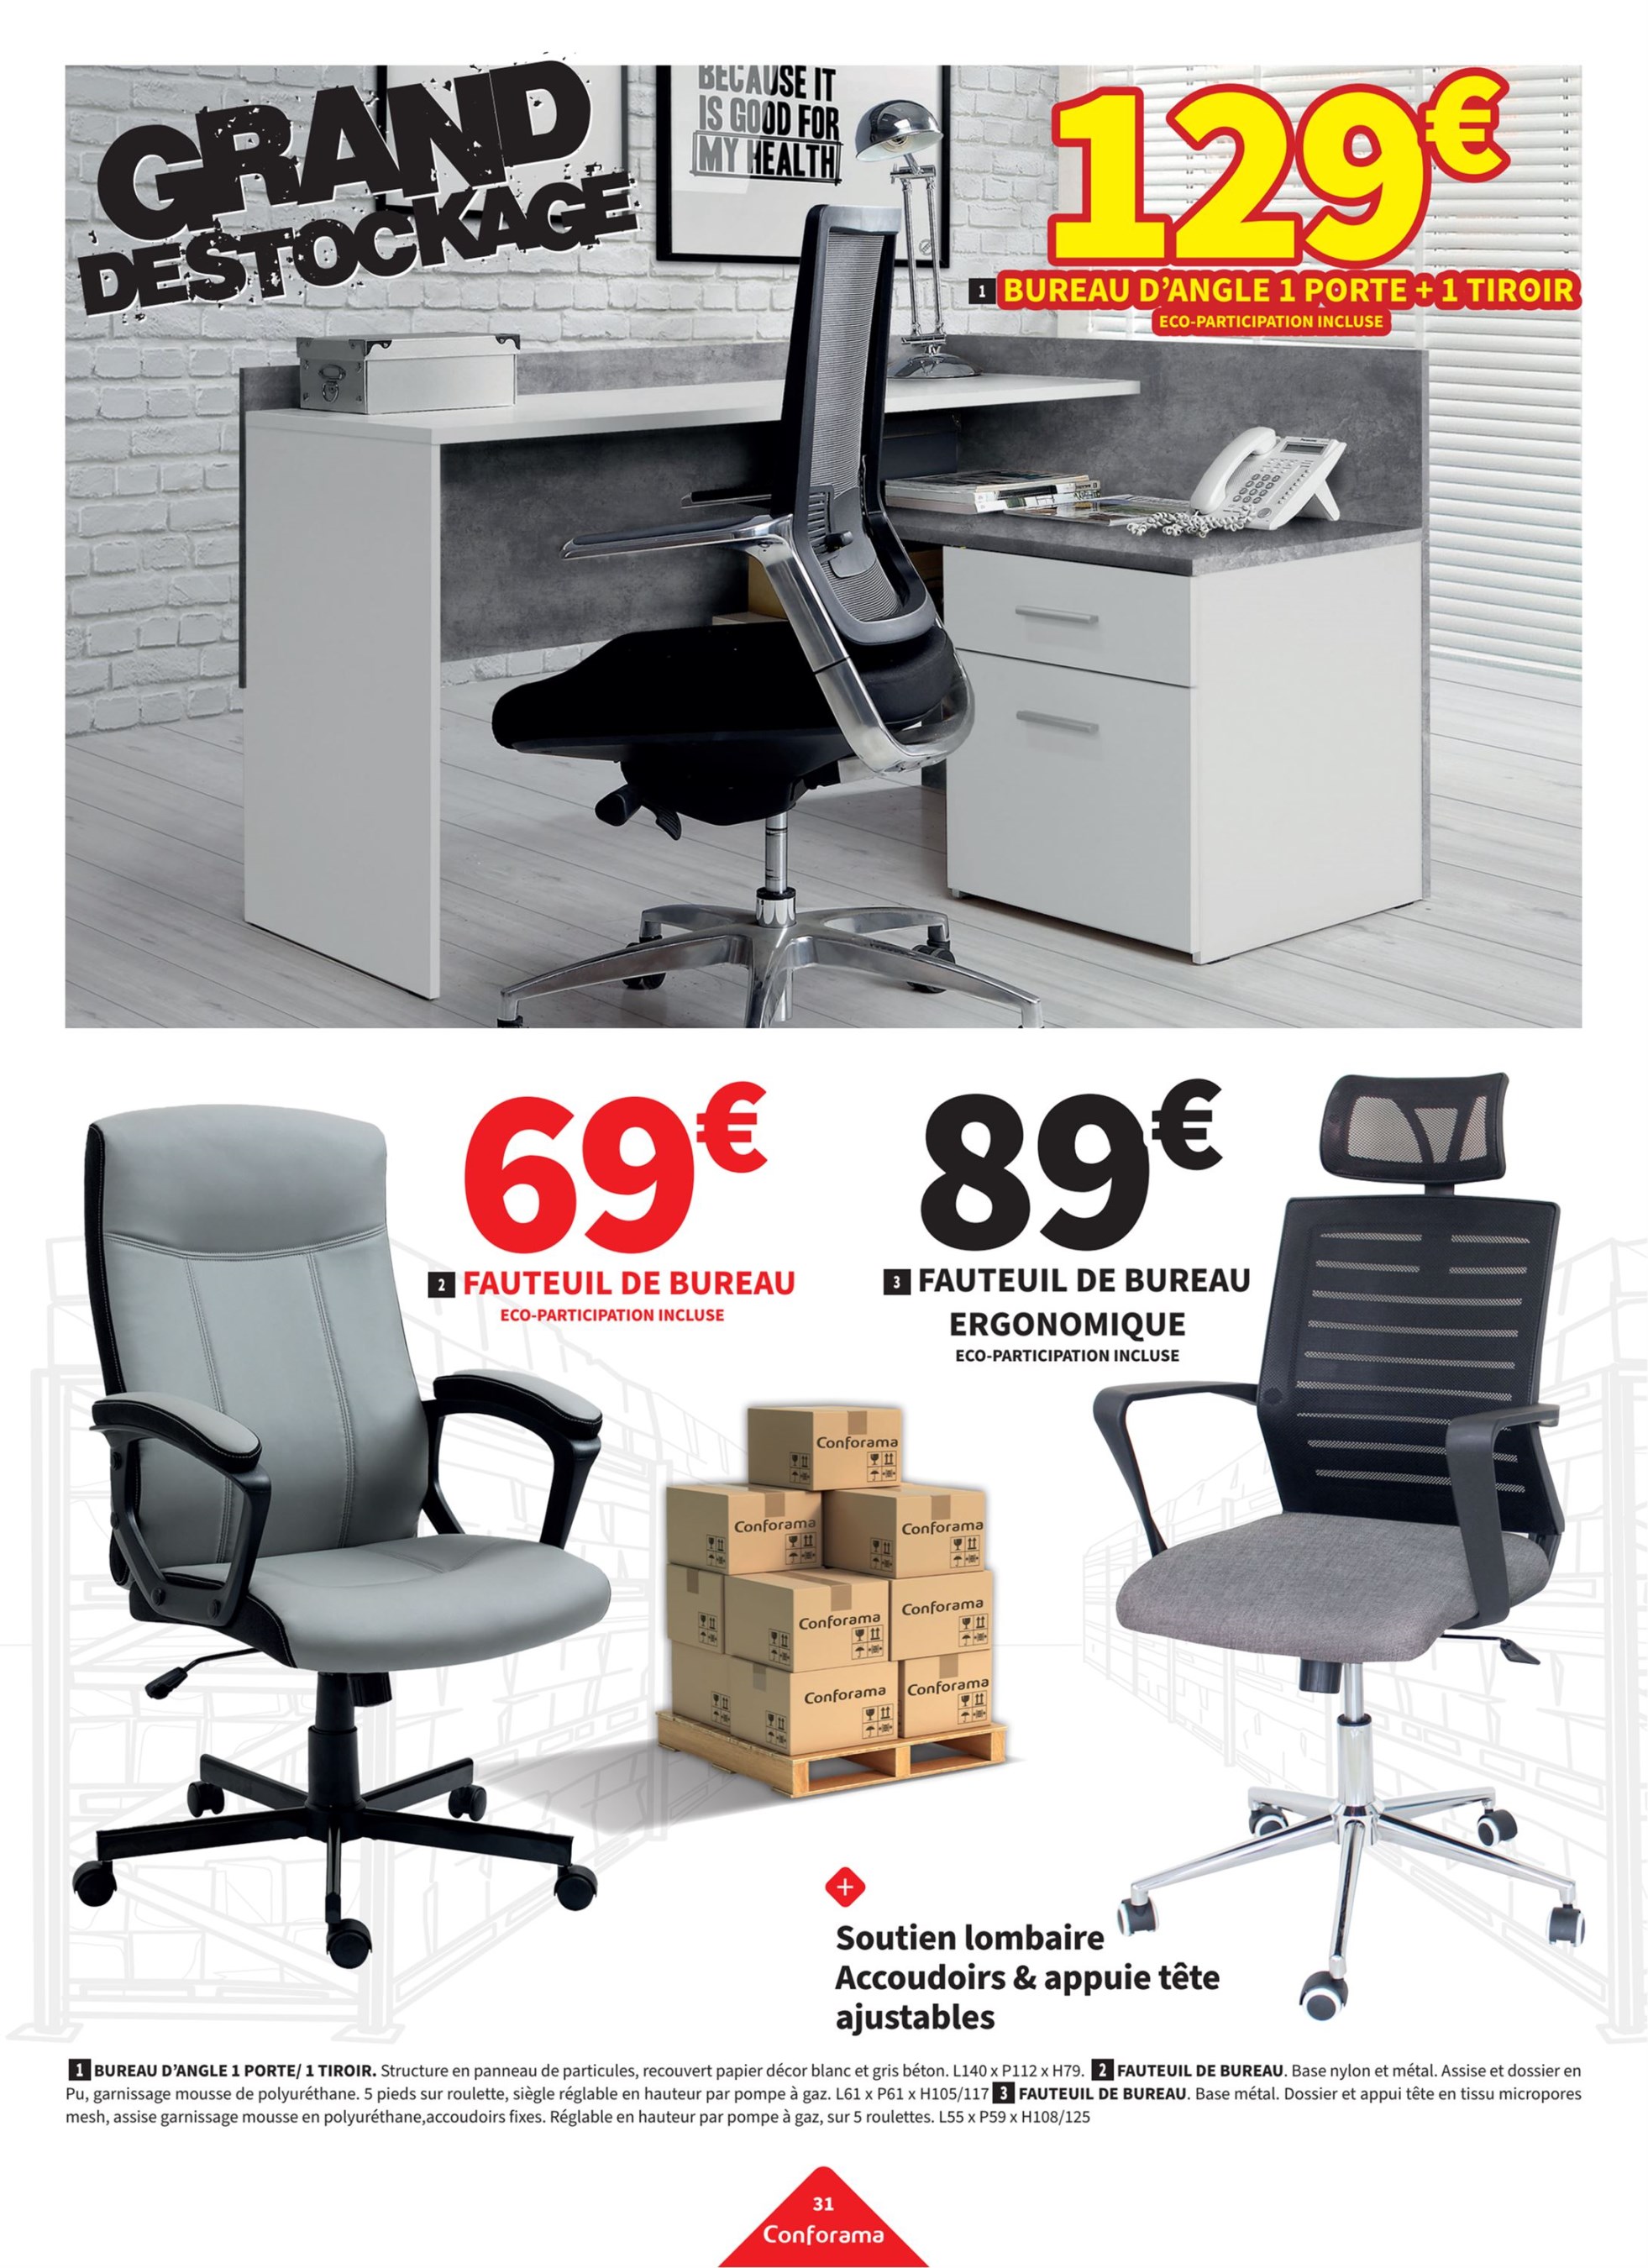 GRAND
DESTOCKAGE
BECAUSE IT
IS GOOD FOR
MY HEALTH
129€
1 BUREAU D’ANGLE 1 PORTE + 1 TIROIR
ECO-PARTICIPATION INCLUSE
69€
2 FAUTEUIL DE BUREAU
ECO-PARTICIPATION INCLUSE
89€
3 FAUTEUIL DE BUREAU
ERGONOMIQUE
ECO-PARTICIPATION INCLUSE
Conforama
Conforama
Conforama
Conforama
Conforama
Conforama
Conforama
+
Soutien lombaire
Accoudoirs & appuie tête
ajustables
1 BUREAU D’ANGLE 1 PORTE/ 1 TIROIR. Structure en panneau de particules, recouvert papier décor blanc et gris béton. L140 x P112 x H79. 2 FAUTEUIL DE BUREAU. Base nylon et métal. Assise et dossier en
Pu, garnissage mousse de polyuréthane. 5 pieds sur roulette, siègle réglable en hauteur par pompe à gaz. L61 x P61 x H105/117 3 FAUTEUIL DE BUREAU. Base métal. Dossier et appui tête en tissu micropores
mesh, assise garnissage mousse en polyuréthane,accoudoirs fixes. Réglable en hauteur par pompe à gaz, sur 5 roulettes. L55 x P59 x H108/125
31
Conforama